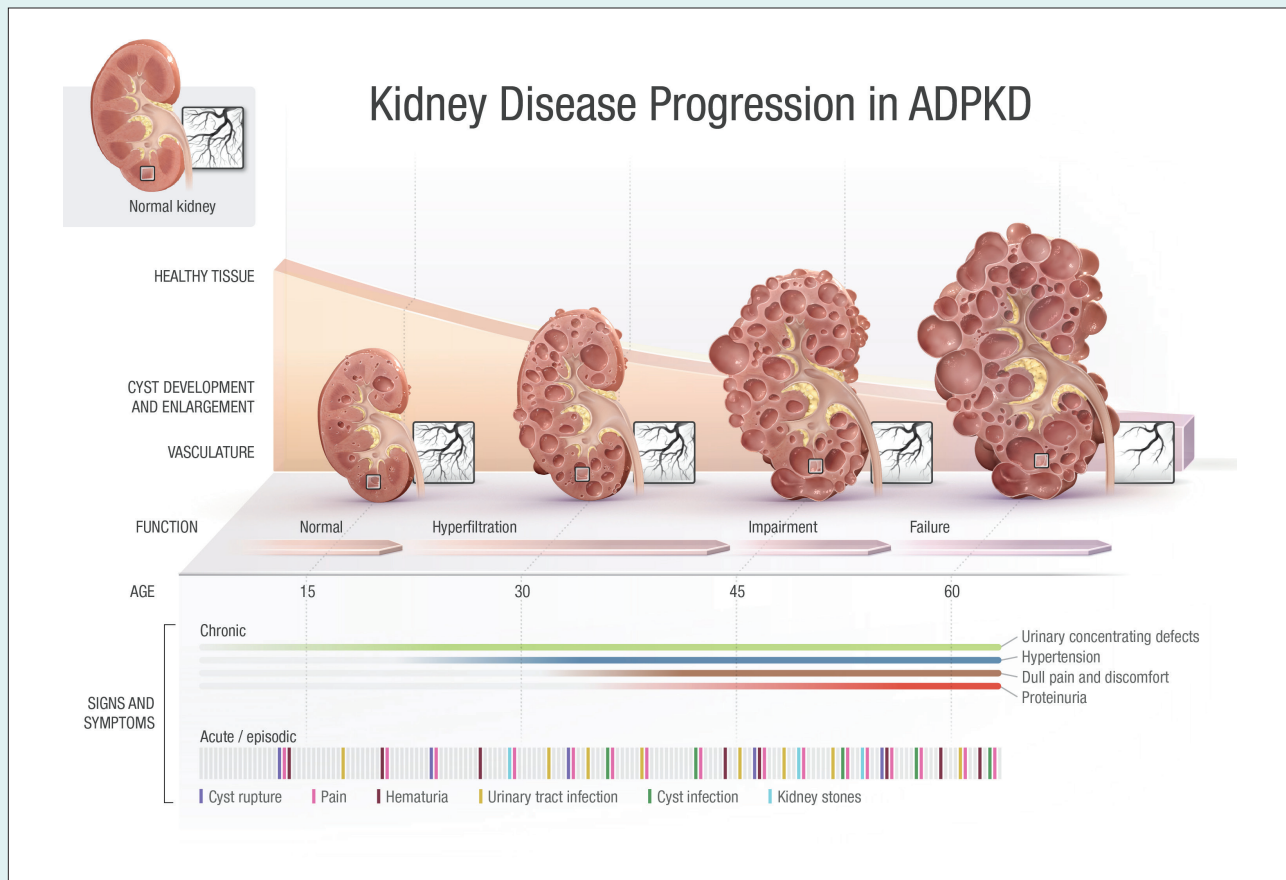 Kidney Disease Progression in ADPKD
Normal kidney
HEALTHY TISSUE
CYST DEVELOPMENT
AND ENLARGEMENT
VASCULATURE
FUNCTION
Normal
Hyperfiltration
Impairment
Failure
AGE
15
30
45
60
SIGNS AND
SYMPTOMS
Chronic
Urinary concentrating defects
Hypertension
Dull pain and discomfort
Proteinuria
Acute / episodic
Cyst rupture
Pain
Hematuria
Urinary tract infection
Cyst infection
Kidney stones